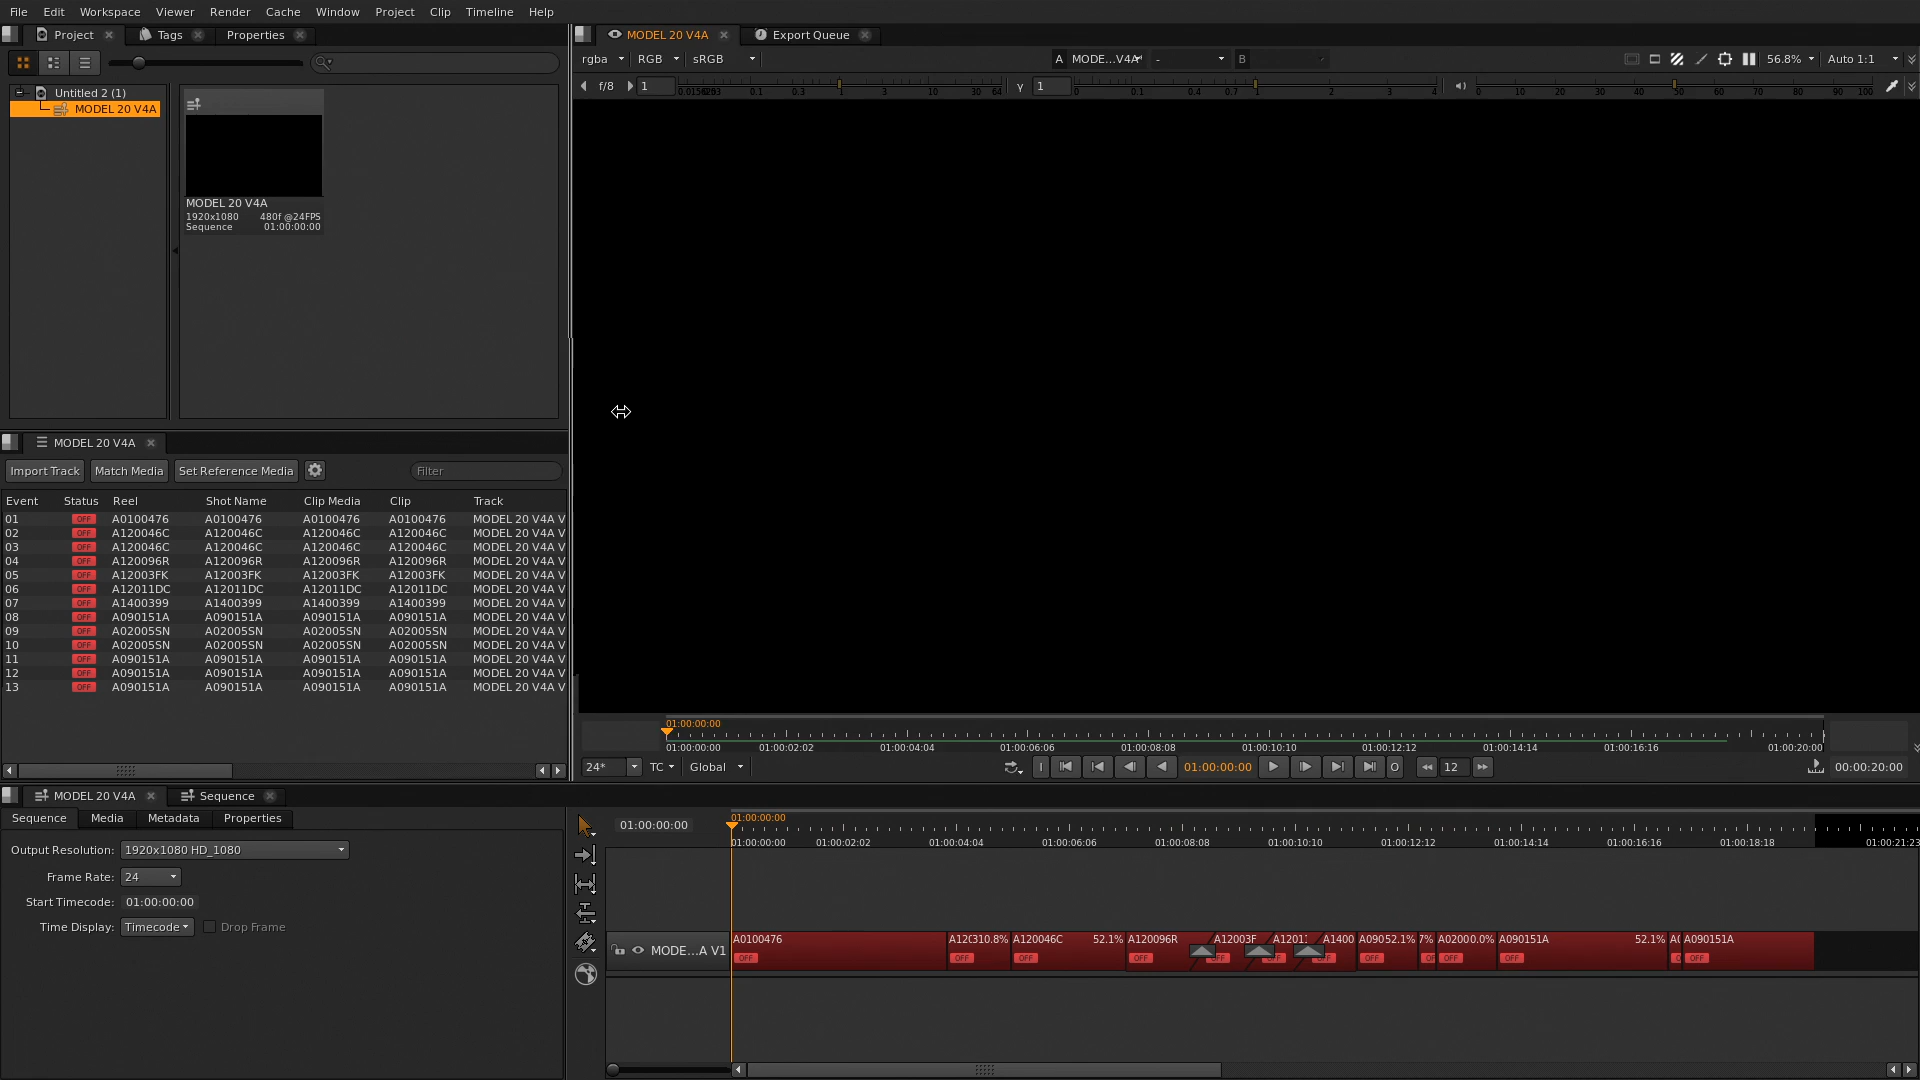 File Edit Workspace Viewer Render Cache Window Project Clip Timeline Help
Project Tags Properties
Untitled 2 (1)
MODEL 20 V4A
MODEL 20 V4A
1920x1080 480f @24FPS
Sequence 01:00:00:00
MODEL 20 V4A Export Queue
rgba RGB sRGB A MODE...V4A - B 56.8% Auto 1:1
f/8 1 0.1 0.3 1 3 10 30 64 γ 1 0 0.1 0.4 0.7 1 2 3 4 0 10 20 30 40 50 60 70 80 90 100
MODEL 20 V4A
Import Track Match Media Set Reference Media Filter
Event Status Reel Shot Name Clip Media Clip Track
01 OFF A0100476 A0100476 A0100476 A0100476 MODEL 20 V4A V
02 OFF A120046C A120046C A120046C A120046C MODEL 20 V4A V
03 OFF A120046C A120046C A120046C A120046C MODEL 20 V4A V
04 OFF A120096R A120096R A120096R A120096R MODEL 20 V4A V
05 OFF A12003FK A12003FK A12003FK A12003FK MODEL 20 V4A V
06 OFF A12011DC A12011DC A12011DC A12011DC MODEL 20 V4A V
07 OFF A1400399 A1400399 A1400399 A1400399 MODEL 20 V4A V
08 OFF A090151A A090151A A090151A A090151A MODEL 20 V4A V
09 OFF A02005SN A02005SN A02005SN A02005SN MODEL 20 V4A V
10 OFF A02005SN A02005SN A02005SN A02005SN MODEL 20 V4A V
11 OFF A090151A A090151A A090151A A090151A MODEL 20 V4A V
12 OFF A090151A A090151A A090151A A090151A MODEL 20 V4A V
13 OFF A090151A A090151A A090151A A090151A MODEL 20 V4A V
01:00:00:00
01:00:00:00 01:00:02:02 01:00:04:04 01:00:06:06 01:00:08:08 01:00:10:10 01:00:12:12 01:00:14:14 01:00:16:16 01:00:20:00
24* TC Global I 01:00:00:00 O 12 00:00:20:00
MODEL 20 V4A Sequence
Sequence Media Metadata Properties
Output Resolution: 1920x1080 HD_1080
Frame Rate: 24
Start Timecode: 01:00:00:00
Time Display: Timecode Drop Frame
01:00:00:00
01:00:00:00
01:00:00:00 01:00:02:02 01:00:04:04 01:00:06:06 01:00:08:08 01:00:10:10 01:00:12:12 01:00:14:14 01:00:16:16 01:00:18:18 01:00:21:23
MODE...A V1
A0100476 A12(310.8% A120046C 52.1% A120096R A12003F A1201: A1400 A09052.1% 7% A02000.0% A090151A 52.1% A( A090151A
OFF OFF OFF OFF OFF OFF OFF OFF OFF OFF OFF OFF